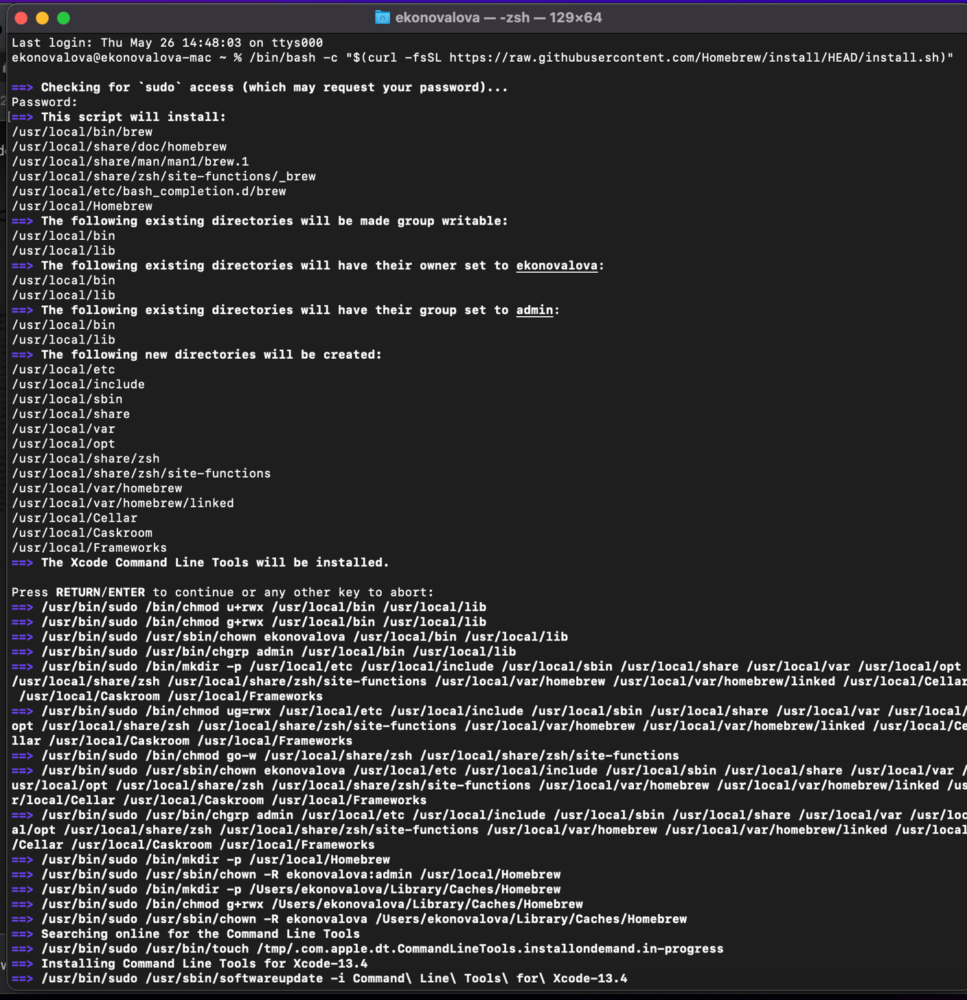 ekonovalova — -zsh — 129×64
Last login: Thu May 26 14:48:03 on ttys000
ekonovalova@ekonovalova-mac ~ % /bin/bash -c "$(curl -fsSL https://raw.githubusercontent.com/Homebrew/install/HEAD/install.sh)"
==> Checking for `sudo` access (which may request your password)...
Password:
[==> This script will install:
/usr/local/bin/brew
/usr/local/share/doc/homebrew
/usr/local/share/man/man1/brew.1
/usr/local/share/zsh/site-functions/_brew
/usr/local/etc/bash_completion.d/brew
/usr/local/Homebrew
==> The following existing directories will be made group writable:
/usr/local/bin
/usr/local/lib
==> The following existing directories will have their owner set to ekonovalova:
/usr/local/bin
/usr/local/lib
==> The following existing directories will have their group set to admin:
/usr/local/bin
/usr/local/lib
==> The following new directories will be created:
/usr/local/etc
/usr/local/include
/usr/local/sbin
/usr/local/share
/usr/local/var
/usr/local/opt
/usr/local/share/zsh
/usr/local/share/zsh/site-functions
/usr/local/var/homebrew
/usr/local/var/homebrew/linked
/usr/local/Cellar
/usr/local/Caskroom
/usr/local/Frameworks
==> The Xcode Command Line Tools will be installed.
Press RETURN/ENTER to continue or any other key to abort:
==> /usr/bin/sudo /bin/chmod u+rwx /usr/local/bin /usr/local/lib
==> /usr/bin/sudo /bin/chmod g+rwx /usr/local/bin /usr/local/lib
==> /usr/bin/sudo /usr/sbin/chown ekonovalova /usr/local/bin /usr/local/lib
==> /usr/bin/sudo /usr/bin/chgrp admin /usr/local/bin /usr/local/lib
==> /usr/bin/sudo /bin/mkdir -p /usr/local/etc /usr/local/include /usr/local/sbin /usr/local/share /usr/local/var /usr/local/opt
/usr/local/share/zsh /usr/local/share/zsh/site-functions /usr/local/var/homebrew /usr/local/var/homebrew/linked /usr/local/Cellar
/usr/local/Caskroom /usr/local/Frameworks
==> /usr/bin/sudo /bin/chmod ug=rwx /usr/local/etc /usr/local/include /usr/local/sbin /usr/local/share /usr/local/var /usr/local/
opt /usr/local/share/zsh /usr/local/share/zsh/site-functions /usr/local/var/homebrew /usr/local/var/homebrew/linked /usr/local/Ce
llar /usr/local/Caskroom /usr/local/Frameworks
==> /usr/bin/sudo /bin/chmod go-w /usr/local/share/zsh /usr/local/share/zsh/site-functions
==> /usr/bin/sudo /usr/sbin/chown ekonovalova /usr/local/etc /usr/local/include /usr/local/sbin /usr/local/share /usr/local/var /
usr/local/opt /usr/local/share/zsh /usr/local/share/zsh/site-functions /usr/local/var/homebrew /usr/local/var/homebrew/linked /us
r/local/Cellar /usr/local/Caskroom /usr/local/Frameworks
==> /usr/bin/sudo /usr/bin/chgrp admin /usr/local/etc /usr/local/include /usr/local/sbin /usr/local/share /usr/local/var /usr/loc
al/opt /usr/local/share/zsh /usr/local/share/zsh/site-functions /usr/local/var/homebrew /usr/local/var/homebrew/linked /usr/local
/Cellar /usr/local/Caskroom /usr/local/Frameworks
==> /usr/bin/sudo /bin/mkdir -p /usr/local/Homebrew
==> /usr/bin/sudo /usr/sbin/chown -R ekonovalova:admin /usr/local/Homebrew
==> /usr/bin/sudo /bin/mkdir -p /Users/ekonovalova/Library/Caches/Homebrew
==> /usr/bin/sudo /bin/chmod g+rwx /Users/ekonovalova/Library/Caches/Homebrew
==> /usr/bin/sudo /usr/sbin/chown -R ekonovalova /Users/ekonovalova/Library/Caches/Homebrew
==> Searching online for the Command Line Tools
==> /usr/bin/sudo /usr/bin/touch /tmp/.com.apple.dt.CommandLineTools.installondemand.in-progress
==> Installing Command Line Tools for Xcode-13.4
==> /usr/bin/sudo /usr/sbin/softwareupdate -i Command\ Line\ Tools\ for\ Xcode-13.4